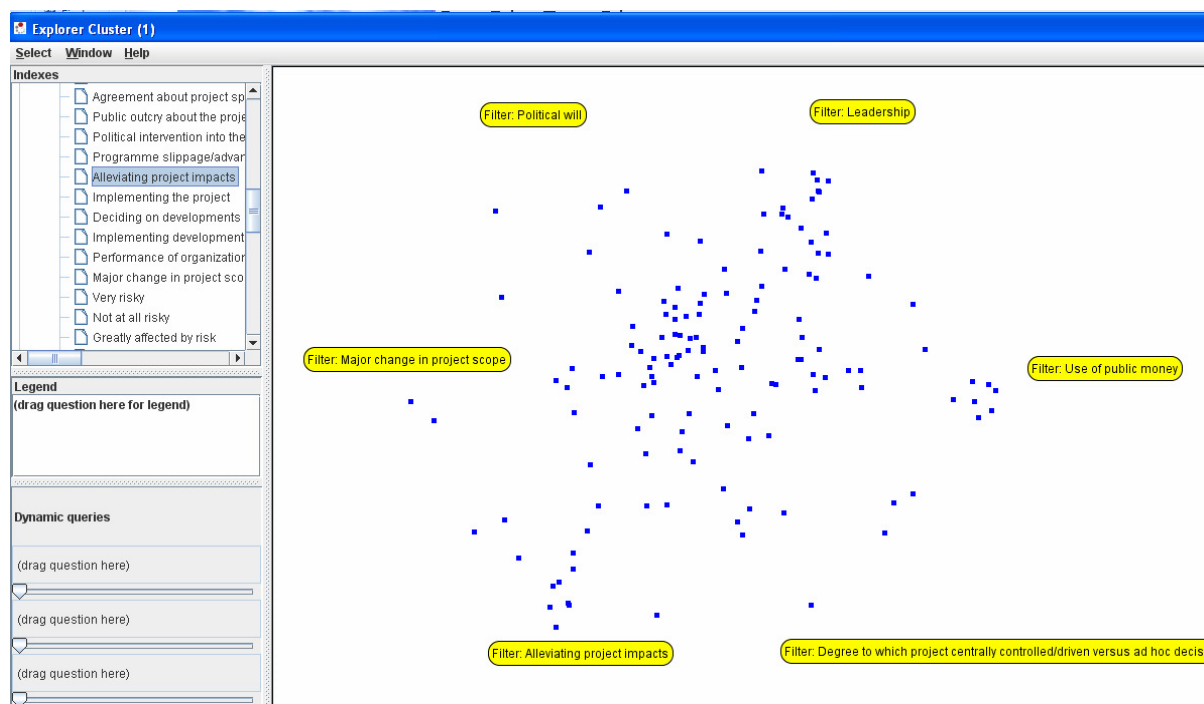 Explorer Cluster (1)
Select Window Help
Indexes
Agreement about project sp
Public outcry about the proje
Political intervention into the
Programme slippage/advar
Alleviating project impacts
Implementing the project
Deciding on developments
Implementing development
Performance of organization
Major change in project sco
Very risky
Not at all risky
Greatly affected by risk
Legend
(drag question here for legend)
Dynamic queries
(drag question here)
(drag question here)
(drag question here)
Filter: Political will
Filter: Leadership
Filter: Major change in project scope
Filter: Use of public money
Filter: Alleviating project impacts
Filter: Degree to which project centrally controlled/driven versus ad hoc decis